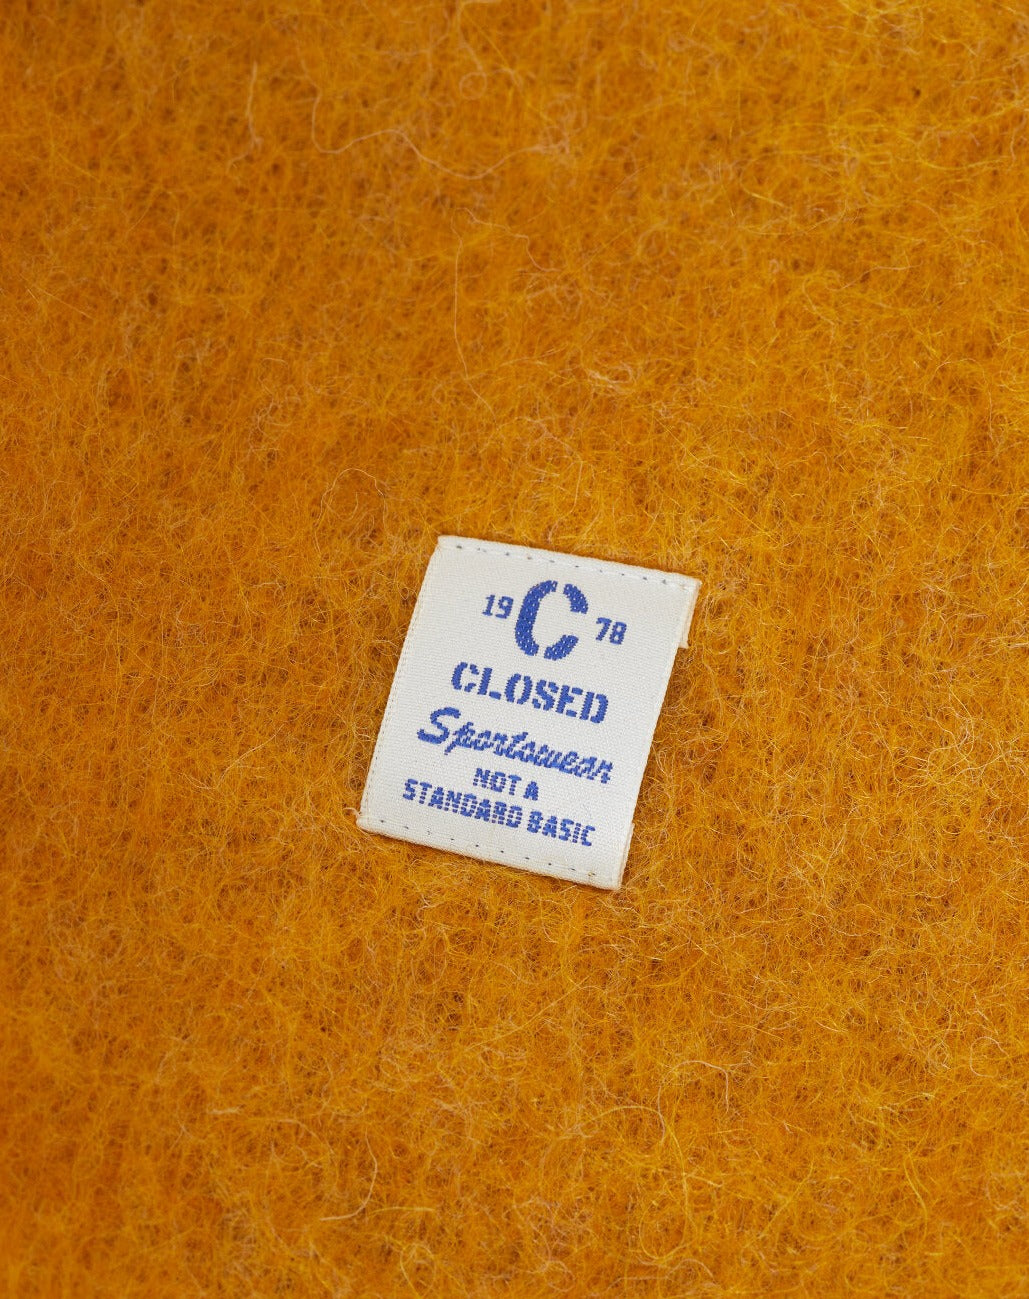 19 C 78
CLOSED
Sportswear
NOT A
STANDARD BASIC